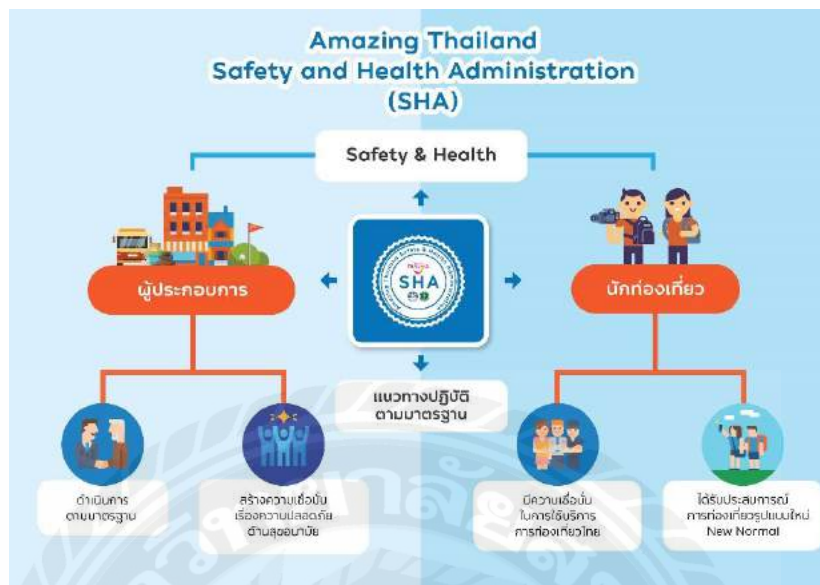 Amazing Thailand
Safety and Health Administration
(SHA)
Safety & Health
ผู้ประกอบการ
SHA
นักท่องเที่ยว
แนวทางปฏิบัติ
ตามมาตรฐาน
ดำเนินการ
ตามมาตรฐาน
สร้างความเชื่อมั่น
เรื่องความปลอดภัย
ด้านสุขอนามัย
มีความเชื่อมั่น
ในการใช้บริการ
การท่องเที่ยวไทย
ได้รับประสบการณ์
การท่องเที่ยวรูปแบบใหม่
New Normal